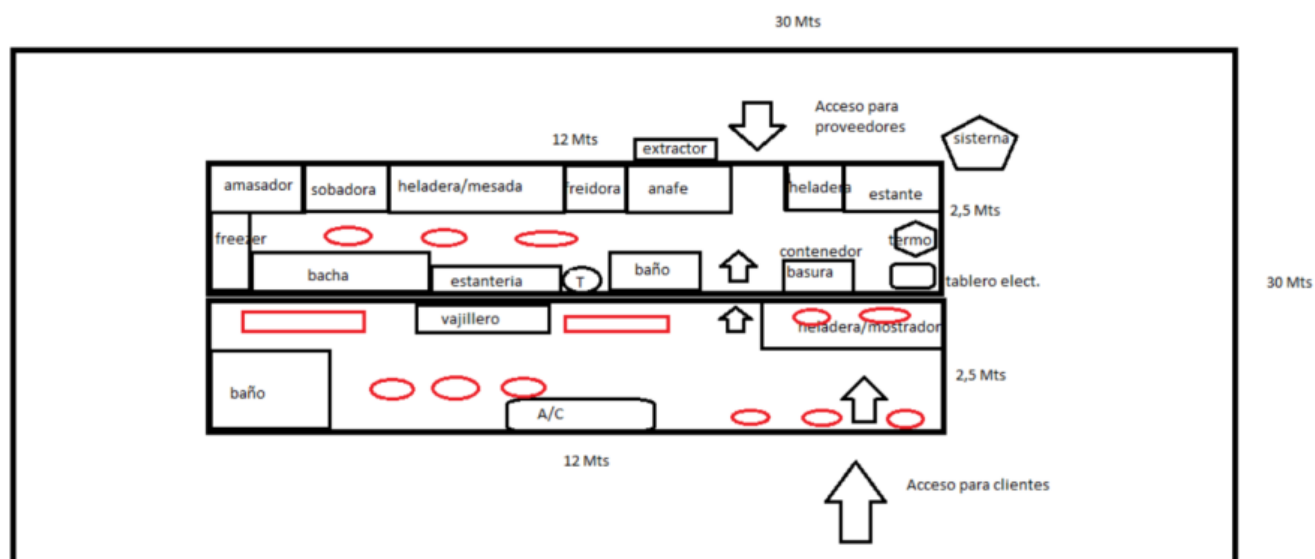 30 Mts
Acceso para
proveedores
sisterna
12 Mts
extractor
amasador
sobadora
heladera/mesada
freidora
anafe
heladera
estante
2,5 Mts
freezer
termo
contenedor
basura
bacha
estanteria
T
baño
tablero elect.
30 Mts
vajillero
heladera/mostrador
2,5 Mts
baño
A/C
12 Mts
Acceso para clientes